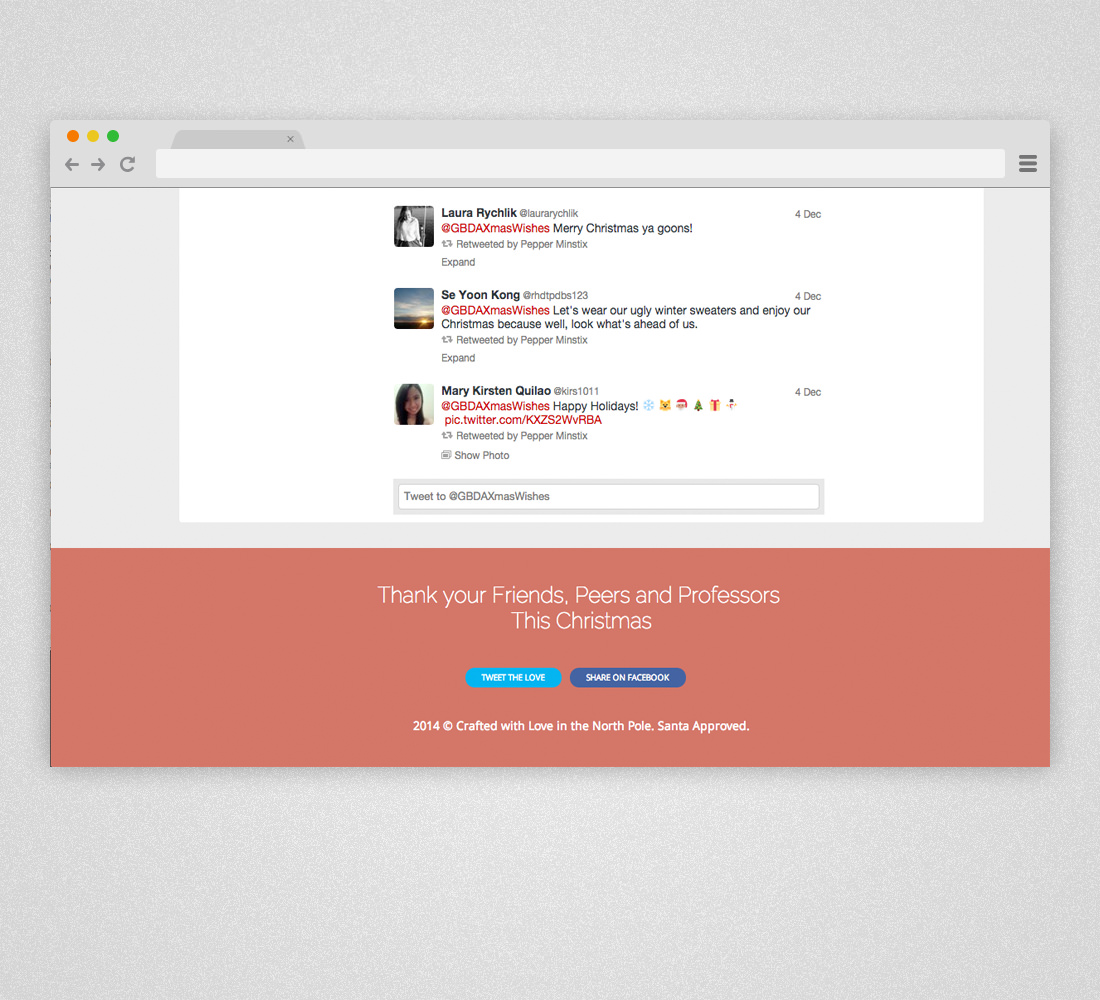 Laura Rychlik @laurarychlik 4 Dec
@GBDAXmasWishes Merry Christmas ya goons!
Retweeted by Pepper Minstix
Expand
Se Yoon Kong @rhdtpdbs123 4 Dec
@GBDAXmasWishes Let's wear our ugly winter sweaters and enjoy our
Christmas because well, look what's ahead of us.
Retweeted by Pepper Minstix
Expand
Mary Kirsten Quilao @kirs1011 4 Dec
@GBDAXmasWishes Happy Holidays! ❄️ 😺 🎅 🎄 🎁 ⛄
pic.twitter.com/KXZS2WvRBA
Retweeted by Pepper Minstix
Show Photo
Tweet to @GBDAXmasWishes
Thank your Friends, Peers and Professors
This Christmas
TWEET THE LOVE SHARE ON FACEBOOK
2014 © Crafted with Love in the North Pole. Santa Approved.